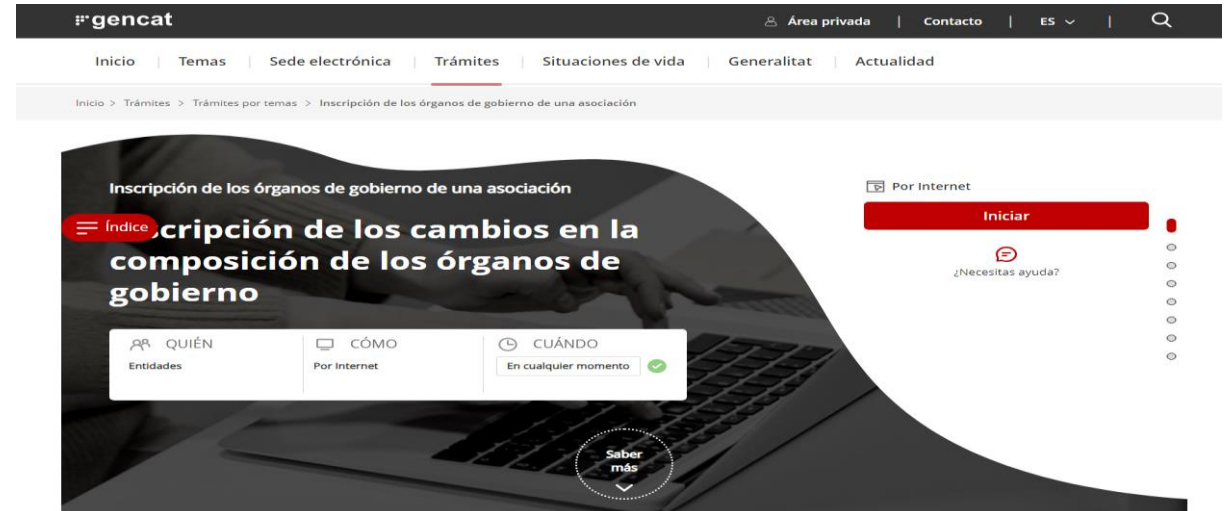 gencat
Área privada | Contacto | ES |
Inicio | Temas | Sede electrónica | Trámites | Situaciones de vida | Generalitat | Actualidad
Inicio > Trámites > Trámites por temas > Inscripción de los órganos de gobierno de una asociación
Inscripción de los órganos de gobierno de una asociación
Índice
cripción de los cambios en la
composición de los órganos de
gobierno
QUIÉN
Entidades
CÓMO
Por Internet
CUÁNDO
En cualquier momento
Saber
más
Por Internet
Iniciar
¿Necesitas ayuda?